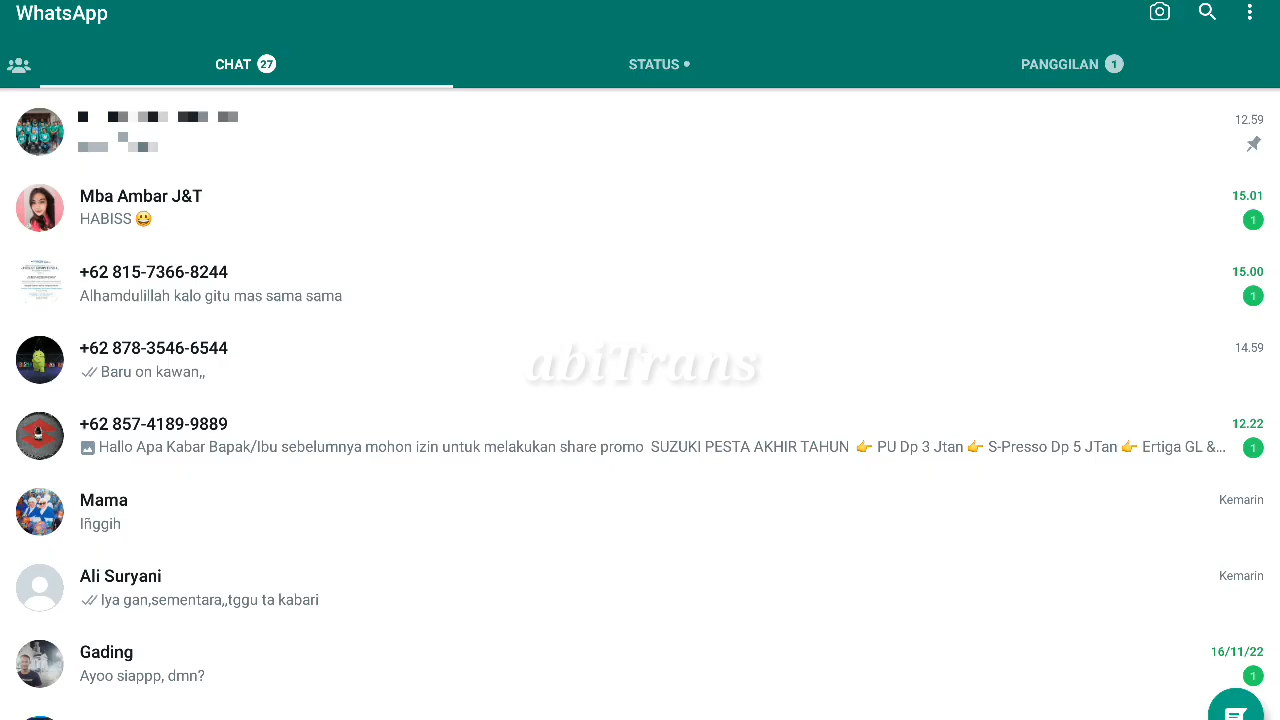 WhatsApp
CHAT 27
STATUS
PANGGILAN 1
12.59
Mba Ambar J&T
15.01
HABISS 😀
1
+62 815-7366-8244
15.00
Alhamdulillah kalo gitu mas sama sama
1
+62 878-3546-6544
14.59
Baru on kawan,,
abiTrans
+62 857-4189-9889
12.22
Hallo Apa Kabar Bapak/Ibu sebelumnya mohon izin untuk melakukan share promo SUZUKI PESTA AKHIR TAHUN 👉 PU Dp 3 Jtan 👉 S-Presso Dp 5 JTan 👉 Ertiga GL &...
1
Mama
Kemarin
Iñggih
Ali Suryani
Kemarin
Iya gan,sementara,,tggu ta kabari
Gading
16/11/22
Ayoo siappp, dmn?
1